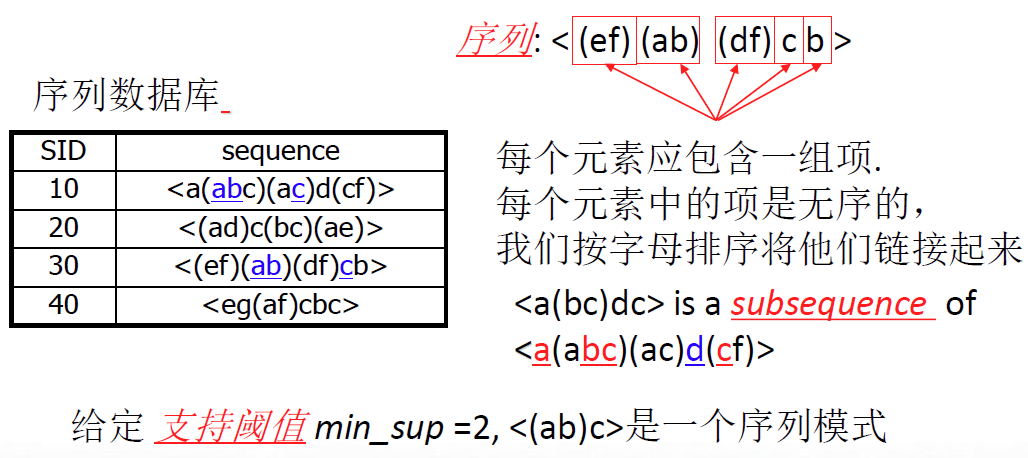 序列: < (ef) (ab) (df) c b >
序列数据库
SID sequence
10 <a(abc)(ac)d(cf)>
20 <(ad)c(bc)(ae)>
30 <(ef)(ab)(df)cb>
40 <eg(af)cbc>
每个元素应包含一组项.
每个元素中的项是无序的，
我们按字母排序将他们链接起来
<a(bc)dc> is a subsequence of
<a(abc)(ac)d(cf)>
给定 支持阈值 min_sup =2, <(ab)c>是一个序列模式